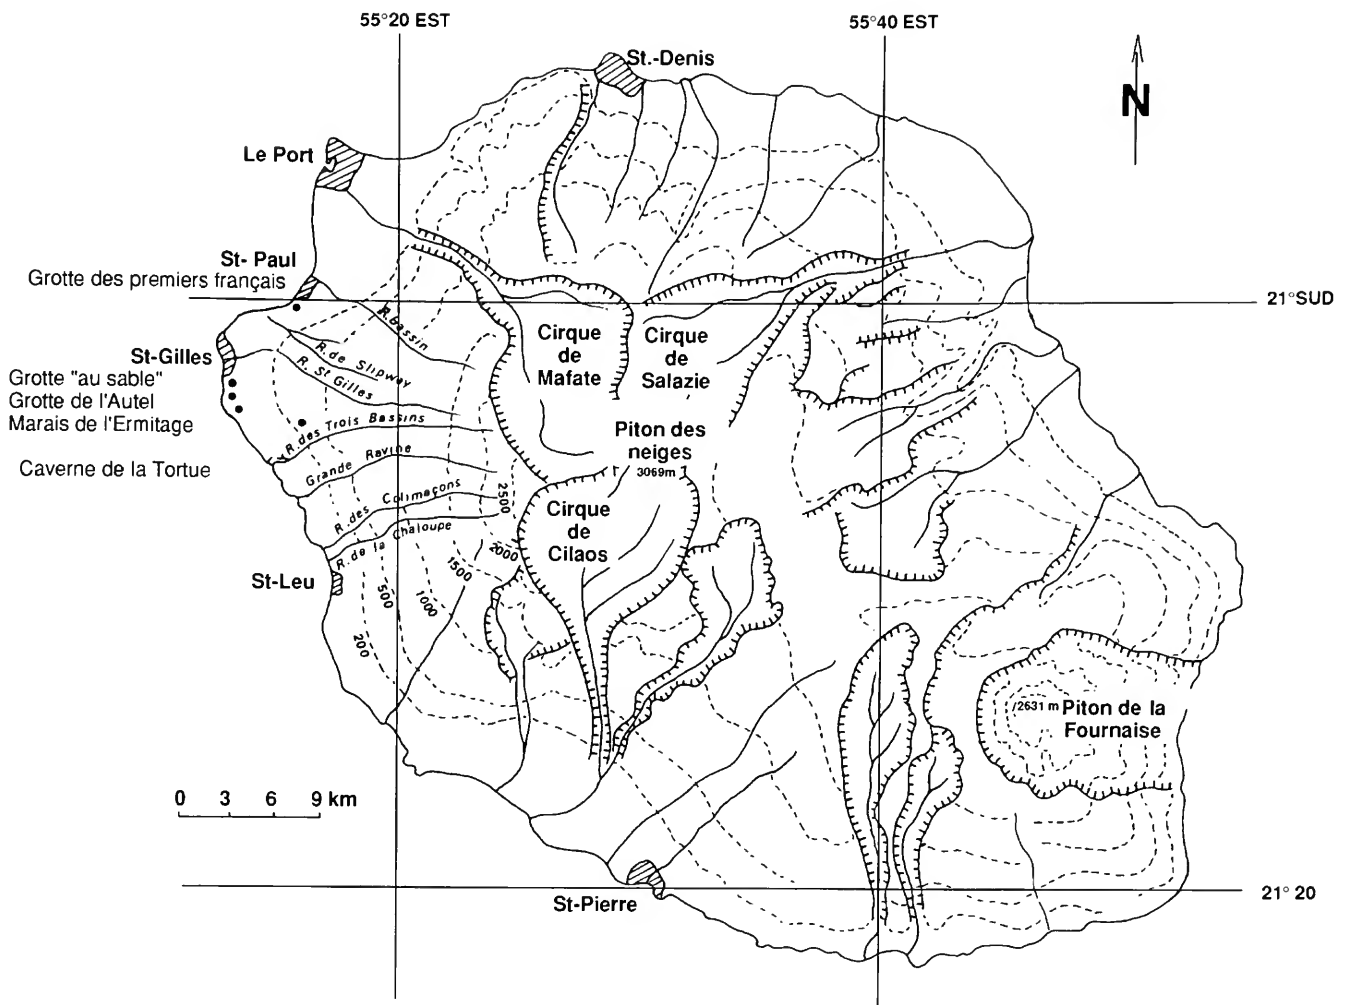 55°20 EST
55°40 EST
St.-Denis
N
Le Port
St- Paul
Grotte des premiers français
21°SUD
R.Bassin
Cirque
de
Mafate
Cirque
de
Salazie
St-Gilles
R. de Slipway
R. St Gilles
Grotte "au sable"
Grotte de l'Autel
Marais de l'Ermitage
R. des Trois Bassins
Piton des
neiges
3069m
Grande Ravine
Caverne de la Tortue
R. des Colimaçons
2500
Cirque
de
Cilaos
R. de la Chaloupe
2000
1500
St-Leu
500
1000
200
2631 m
Piton de la
Fournaise
0 3 6 9 km
21° 20
St-Pierre